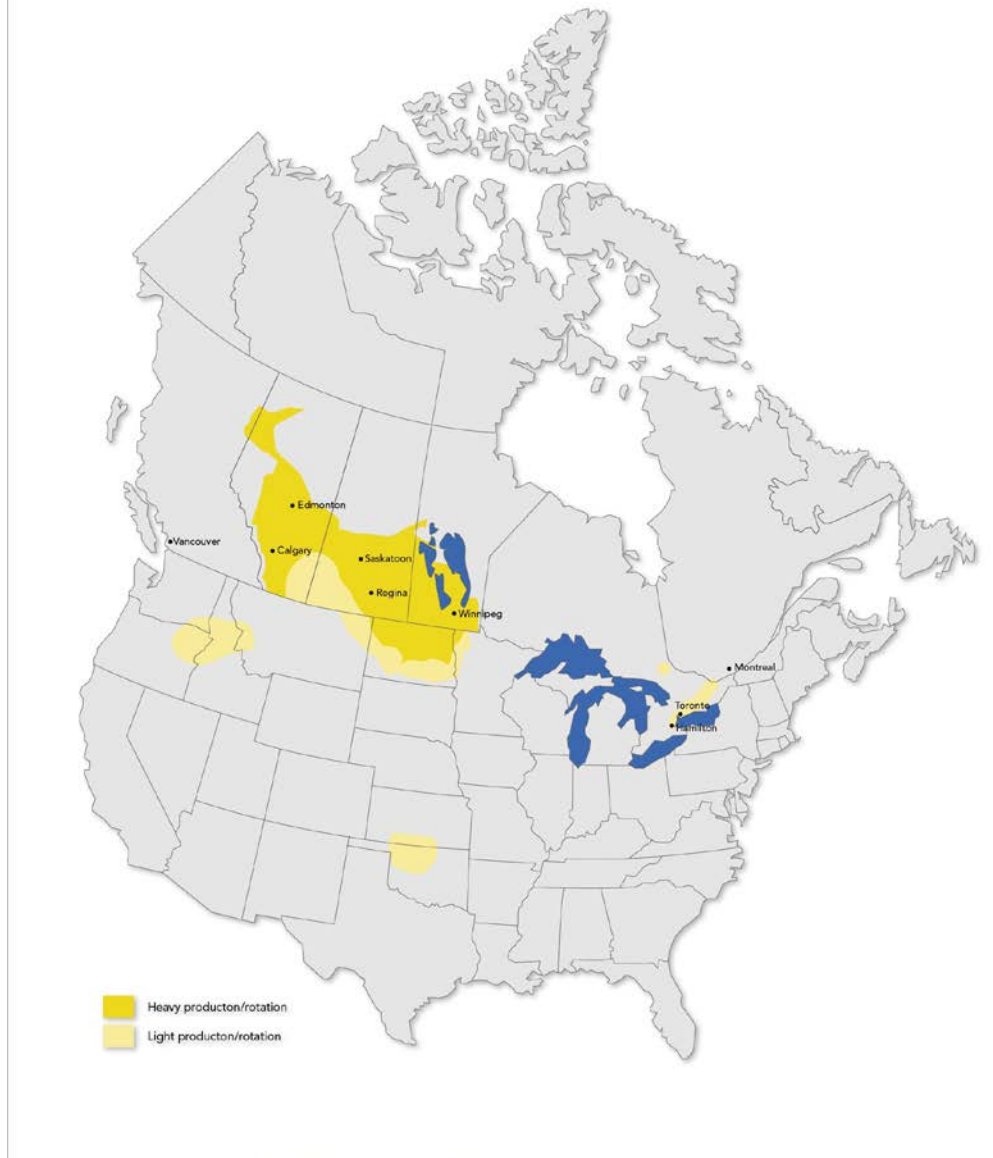 Edmonton
Vancouver
Calgary
Saskatoon
Regina
Winnipeg
Montreal
Toronto
Hamilton
Heavy producton/rotation
Light producton/rotation